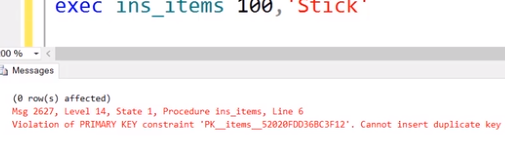 exec ins_items 100,'Stick'
00 %
Messages
(0 row(s) affected)
Msg 2627, Level 14, State 1, Procedure ins_items, Line 6
Violation of PRIMARY KEY constraint 'PK__items__52020FDD36BC3F12'. Cannot insert duplicate key